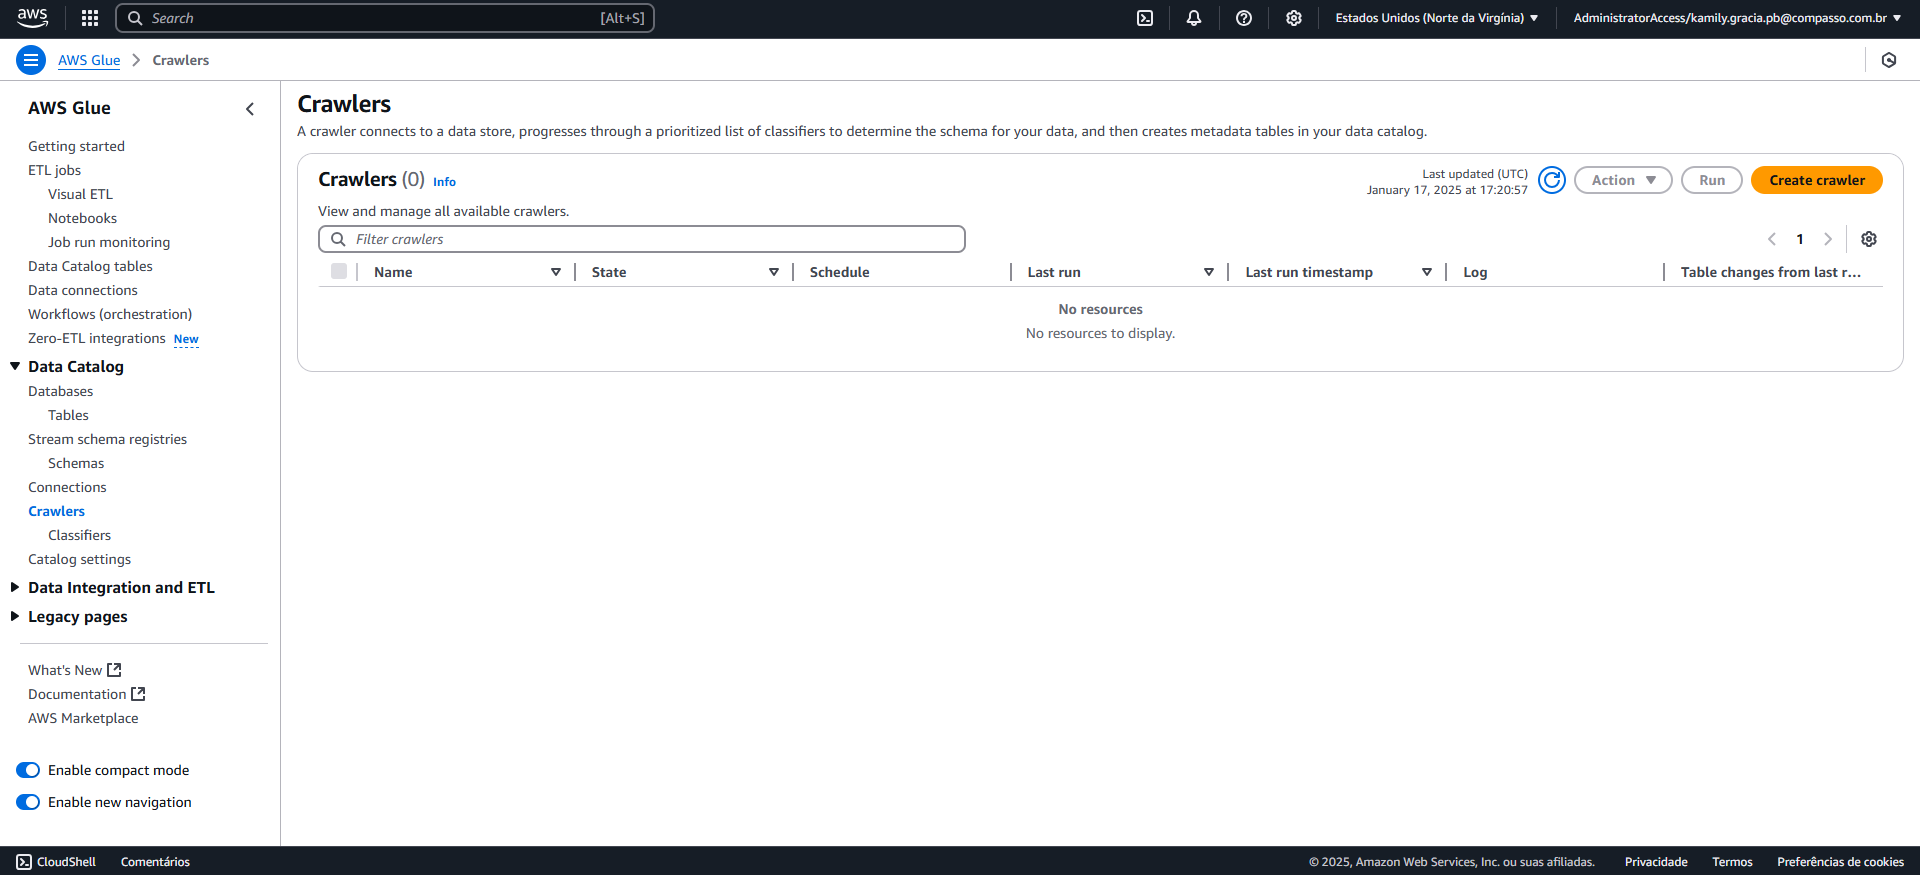 aws
Search
[Alt+S]
Estados Unidos (Norte da Virgínia)
AdministratorAccess/kamily.gracia.pb@compasso.com.br
AWS Glue
Crawlers
AWS Glue
Getting started
ETL jobs
Visual ETL
Notebooks
Job run monitoring
Data Catalog tables
Data connections
Workflows (orchestration)
Zero-ETL integrations New
Data Catalog
Databases
Tables
Stream schema registries
Schemas
Connections
Crawlers
Classifiers
Catalog settings
Data Integration and ETL
Legacy pages
What's New
Documentation
AWS Marketplace
Enable compact mode
Enable new navigation
Crawlers
A crawler connects to a data store, progresses through a prioritized list of classifiers to determine the schema for your data, and then creates metadata tables in your data catalog.
Crawlers (0) Info
View and manage all available crawlers.
Last updated (UTC)
January 17, 2025 at 17:20:57
Action
Run
Create crawler
Filter crawlers
1
Name
State
Schedule
Last run
Last run timestamp
Log
Table changes from last r...
No resources
No resources to display.
CloudShell
Comentários
© 2025, Amazon Web Services, Inc. ou suas afiliadas.
Privacidade
Termos
Preferências de cookies